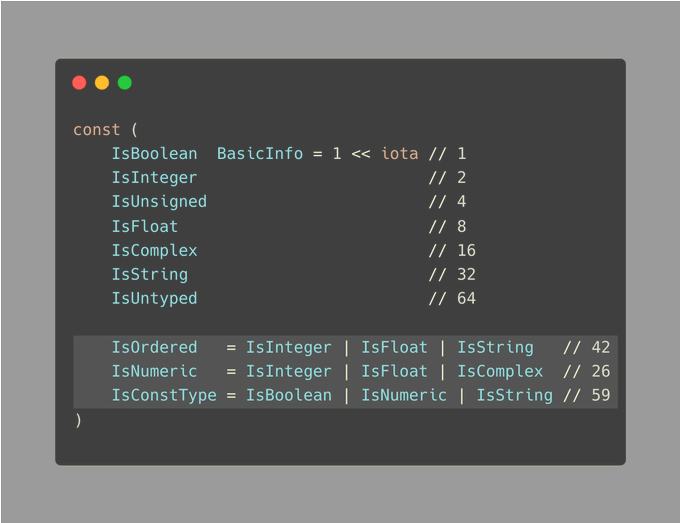 const (
    IsBoolean  BasicInfo = 1 << iota // 1
    IsInteger                        // 2
    IsUnsigned                       // 4
    IsFloat                          // 8
    IsComplex                        // 16
    IsString                         // 32
    IsUntyped                        // 64
    IsOrdered   = IsInteger | IsFloat | IsString   // 42
    IsNumeric   = IsInteger | IsFloat | IsComplex  // 26
    IsConstType = IsBoolean | IsNumeric | IsString // 59
)